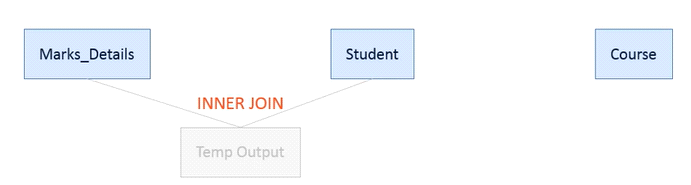 Marks_Details
Student
Course
INNER JOIN
Temp Output